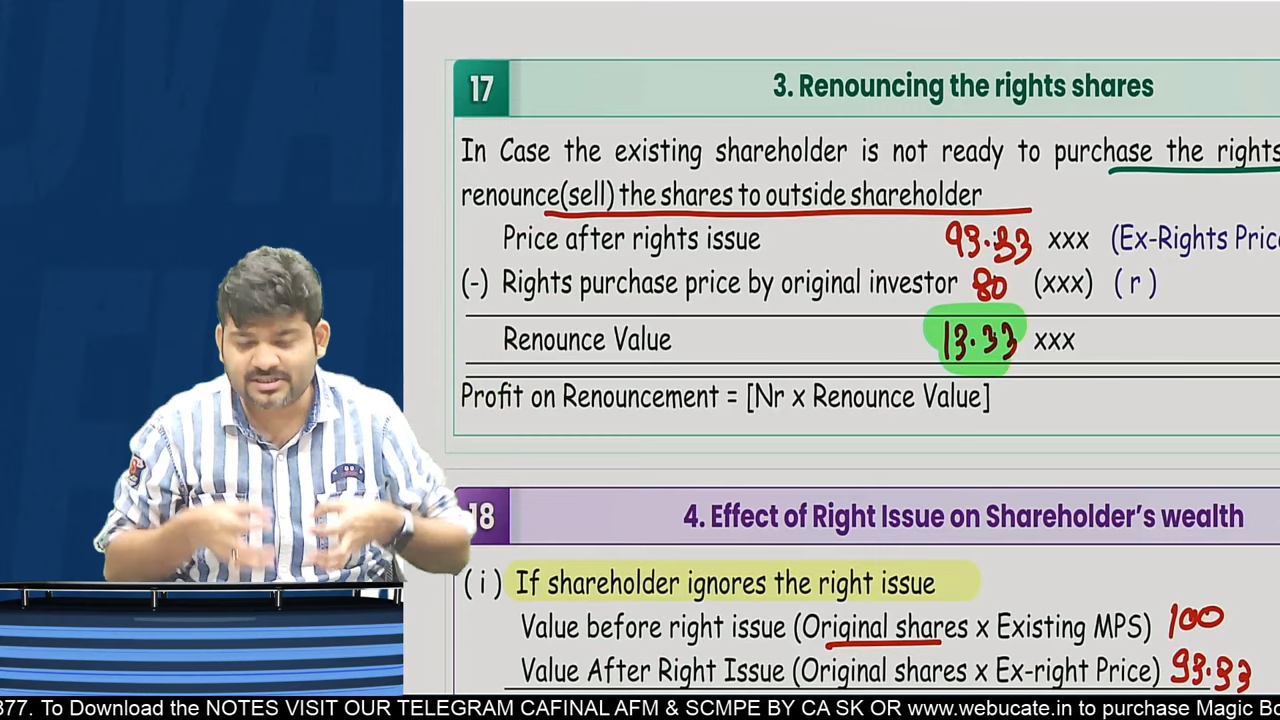 17 3. Renouncing the rights shares
In Case the existing shareholder is not ready to purchase the rights
renounce(sell) the shares to outside shareholder
Price after rights issue 93.33 xxx (Ex-Rights Price
(-) Rights purchase price by original investor 80 (xxx) ( r )
Renounce Value 13.33 xxx
Profit on Renouncement = [Nr x Renounce Value]
18 4. Effect of Right Issue on Shareholder's wealth
( i ) If shareholder ignores the right issue
Value before right issue (Original shares x Existing MPS) 100
Value After Right Issue (Original shares x Ex-right Price) 93.33
377. To Download the NOTES VISIT OUR TELEGRAM CAFINAL AFM & SCMPE BY CA SK OR www.webucate.in to purchase Magic Bo